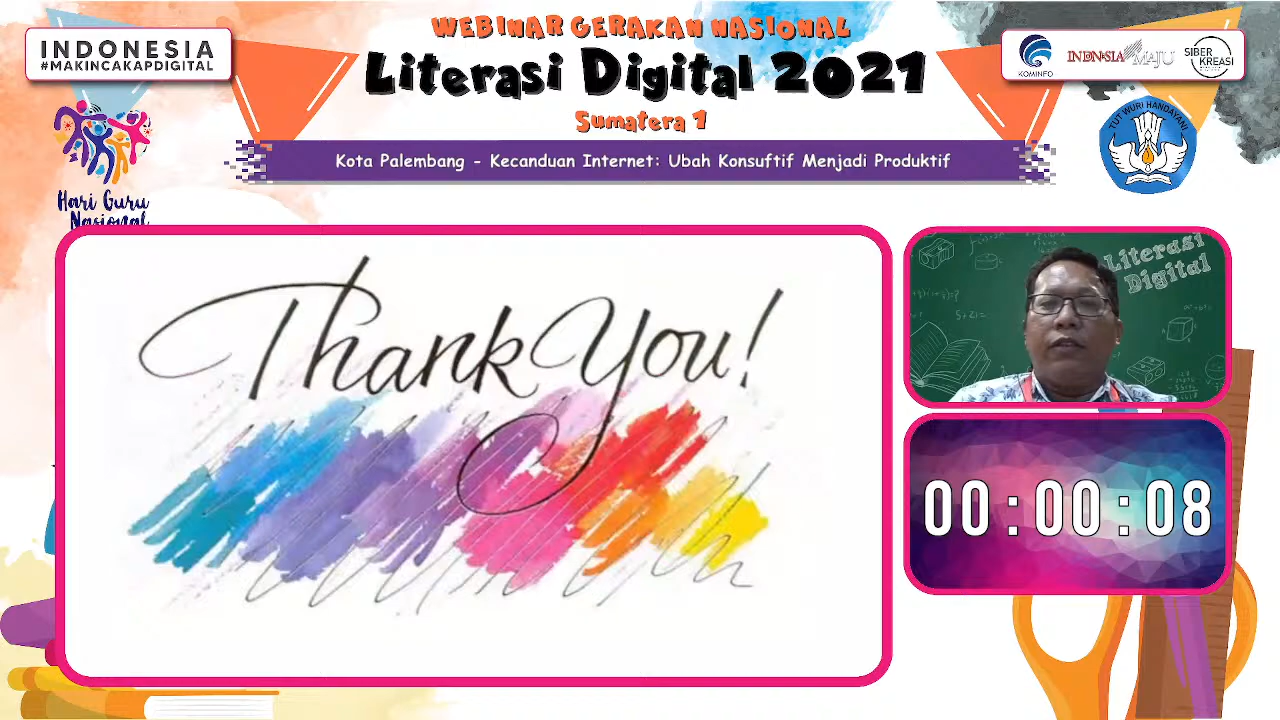 WEBINAR GERAKAN NASIONAL
Literasi Digital 2021
Sumatera 1
INDONESIA
#MAKINCAKAPDIGITAL
KOMINFO
INDONESIA MAJU
SIBER
KREASI
TUT WURI HANDAYANI
Hari Guru
Nasional
Kota Palembang - Kecanduan Internet: Ubah Konsuftif Menjadi Produktif
Thank you!
Literasi
Digital
00:00:08